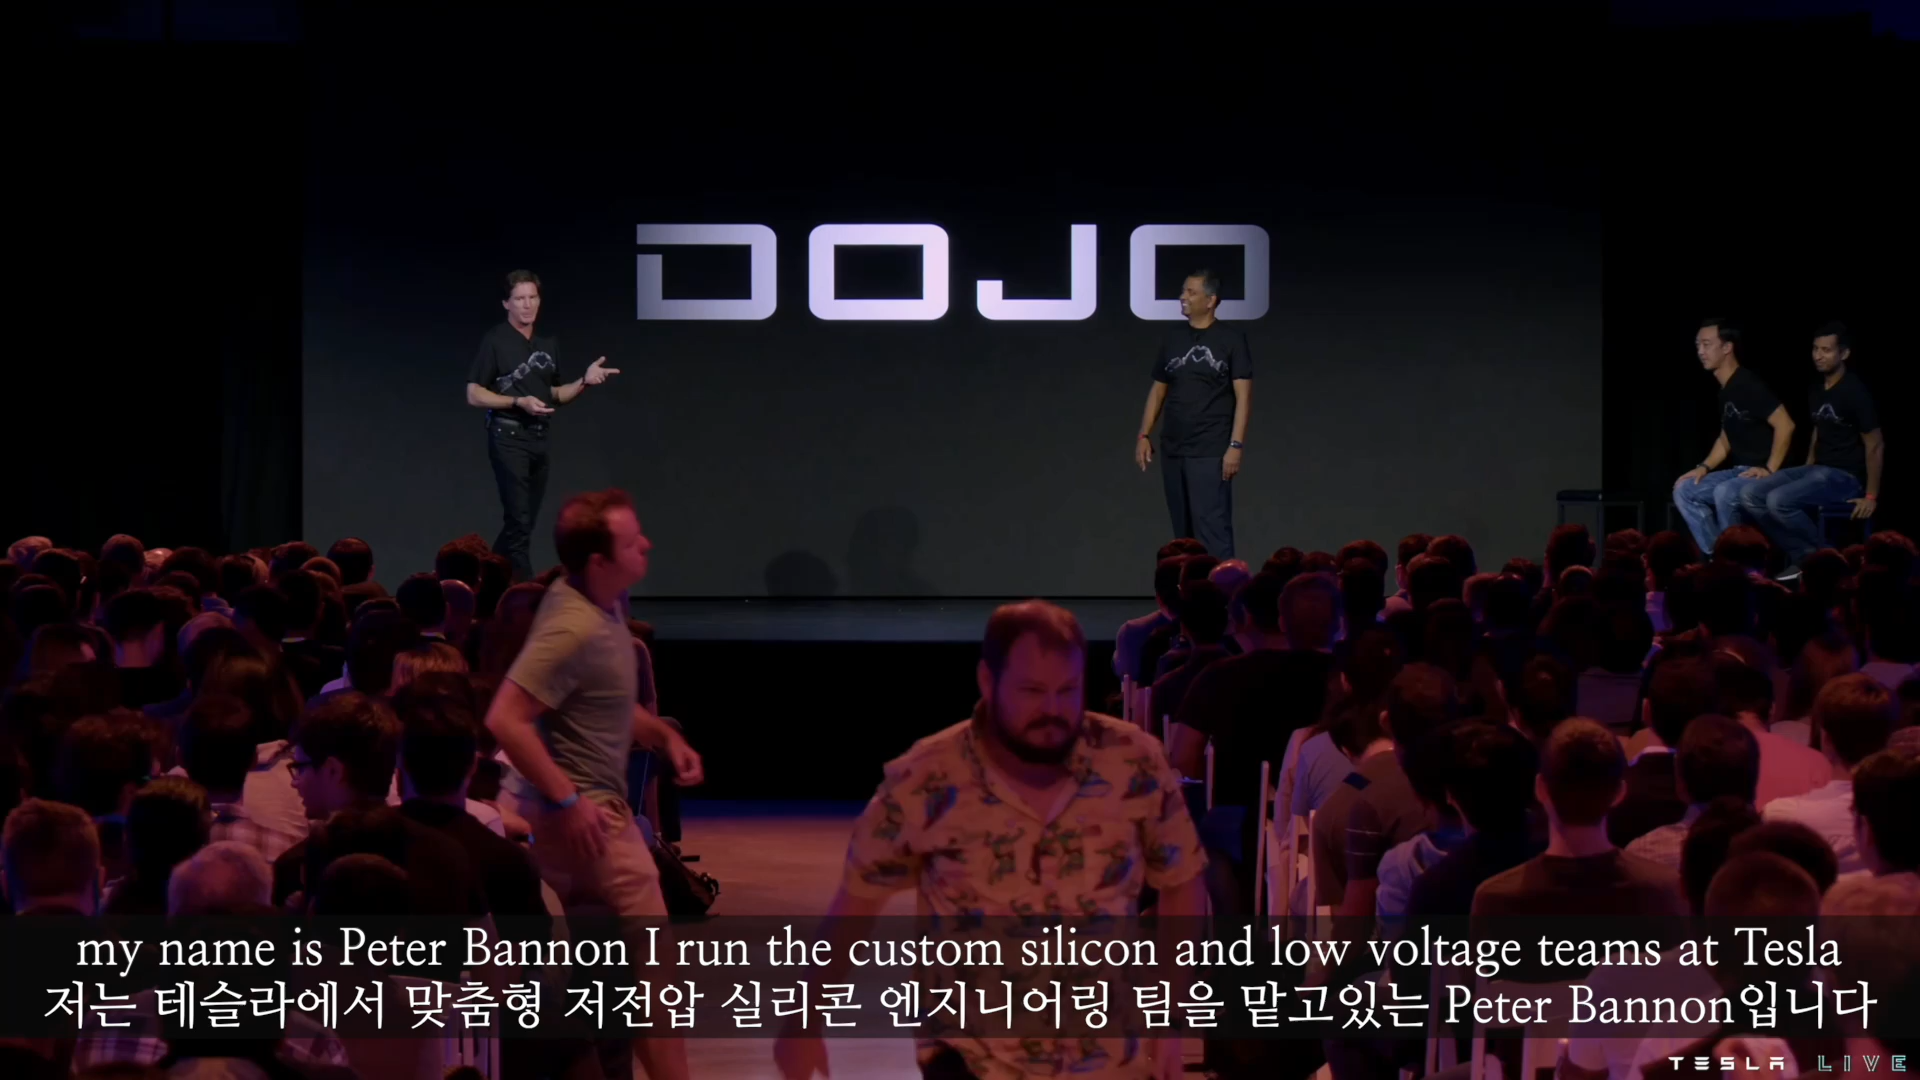 DOJO
my name is Peter Bannon I run the custom silicon and low voltage teams at Tesla
저는 테슬라에서 맞춤형 저전압 실리콘 엔지니어링 팀을 맡고있는 Peter Bannon입니다
TESLA LIVE